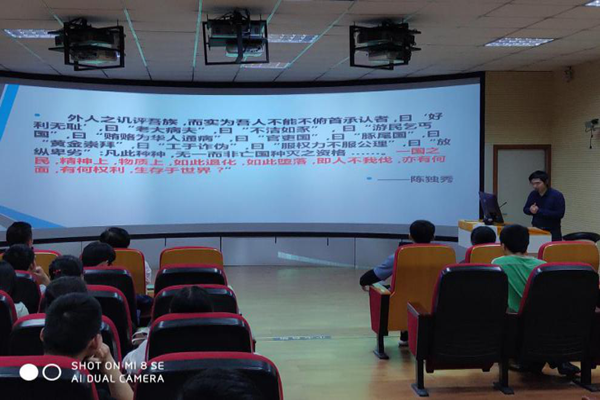 外人之讥评吾族，而实为吾人不能不俯首承认者，曰“好
利无耻”，曰“老大病夫”，曰“不洁如豕”，曰“游民乞丐
国”，曰“贿赂为华人通病”，曰“官吏国”，曰“豚尾国”，曰
“黄金崇拜”，曰“工于诈伪”，曰“服权力不服公理”，曰“放
纵卑劣”：凡此种种，无一而非亡国灭种之资格……。一国之
民，精神上，物质上，如此退化，如此堕落，即人不我伐，亦有何颜
面，有何权利，生存于世界？”
——陈独秀
SHOT ON MI 8 SE
AI DUAL CAMERA